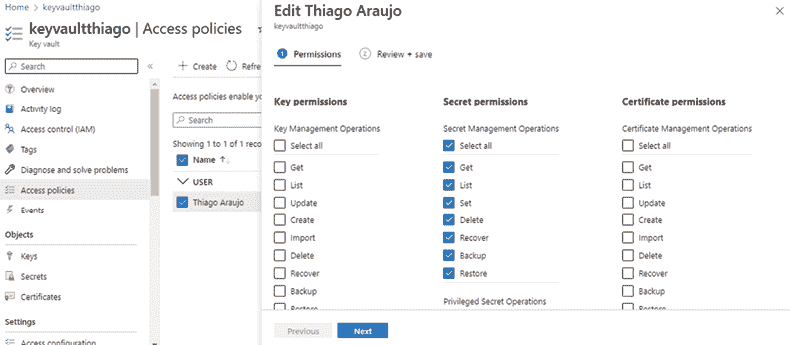 Home > keyvaultthiago >
keyvaultthiago | Access policies
Key vault
Search
«
Overview
Activity log
Access control (IAM)
Tags
Diagnose and solve problems
Access policies
Events
Objects
Keys
Secrets
Certificates
Settings
Access configuration
+ Create
Refre
Access policies enable yo
Search
Showing 1 to 1 of 1 reco
Name ↑↓
USER
Thiago Araujo
Edit Thiago Araujo
keyvaultthiago
1 Permissions
2 Review + save
Key permissions
Key Management Operations
Select all
Get
List
Update
Create
Import
Delete
Recover
Backup
Restore
Secret permissions
Secret Management Operations
Select all
Get
List
Set
Delete
Recover
Backup
Restore
Privileged Secret Operations
Certificate permissions
Certificate Management Operations
Select all
Get
List
Update
Create
Import
Delete
Recover
Backup
Restore
Previous
Next